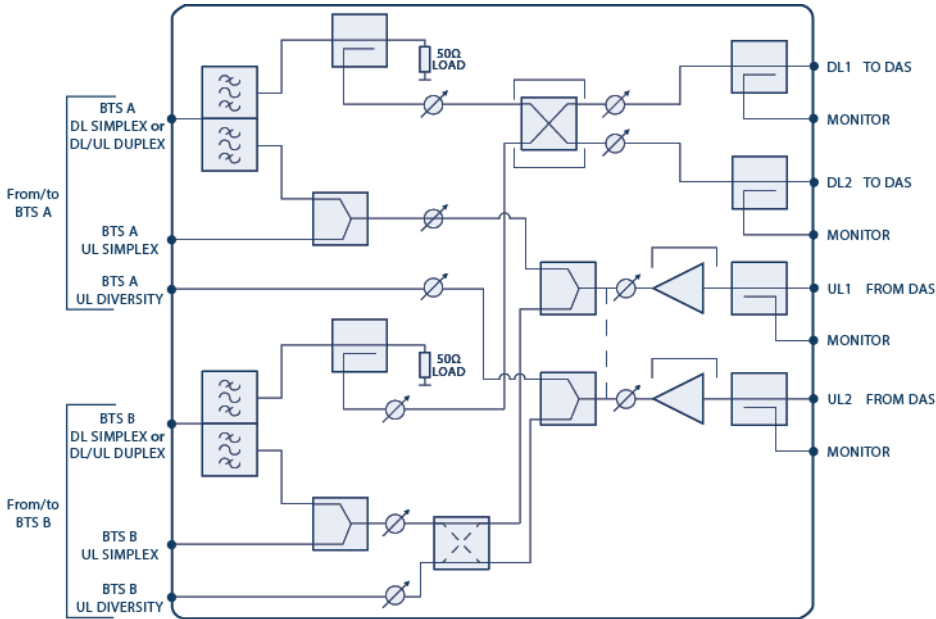 50Ω
LOAD
DL1 TO DAS
BTS A
DL SIMPLEX or
DL/UL DUPLEX
MONITOR
DL2 TO DAS
From/to
BTS A
BTS A
UL SIMPLEX
MONITOR
BTS A
UL DIVERSITY
UL1 FROM DAS
MONITOR
50Ω
LOAD
UL2 FROM DAS
BTS B
DL SIMPLEX or
DL/UL DUPLEX
MONITOR
From/to
BTS B
BTS B
UL SIMPLEX
BTS B
UL DIVERSITY